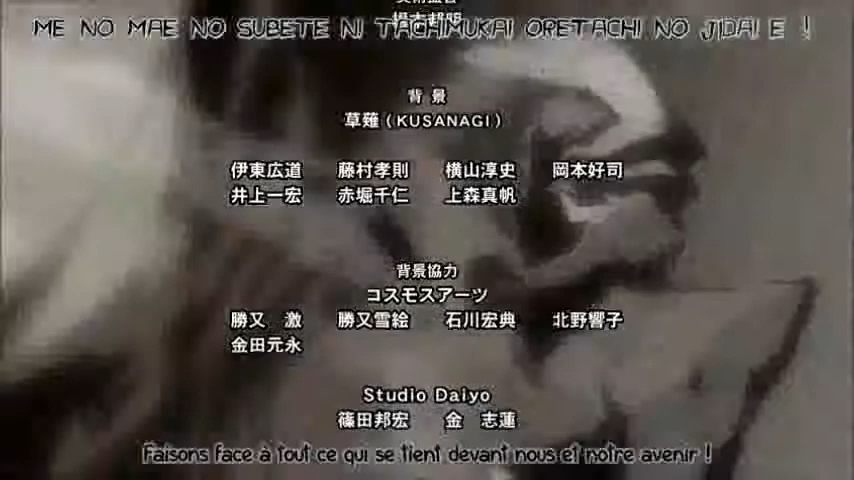 ME NO MAE NO SUBETE NI TACHIMUKAI ORETACHI NO JIDAI E !
背 景
草薙（KUSANAGI）
伊東広道 藤村孝則 横山淳史 岡本好司
井上一宏 赤堀千仁 上森真帆
背景協力
コスモスアーツ
勝又 激 勝又雪絵 石川宏典 北野響子
金田元永
Studio Daiyo
篠田邦宏 金 志蓮
Faisons face à tout ce qui se tient devant nous et notre avenir !